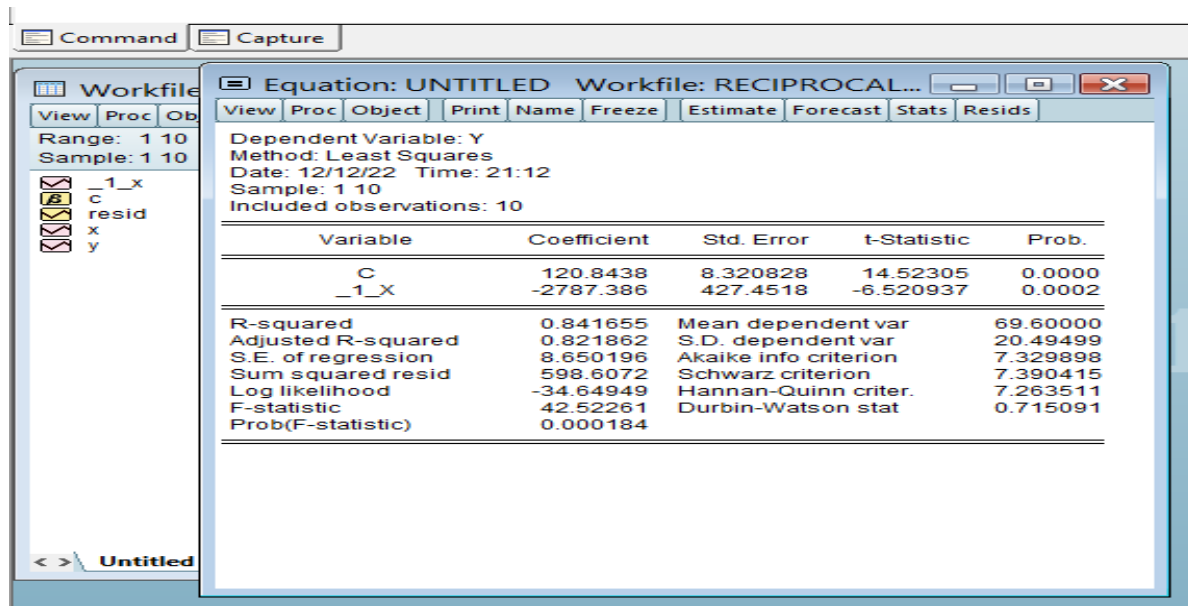 Command Capture
Workfile
View Proc Ob
Range: 1 10
Sample: 1 10
_1_x
c
resid
x
y
< > Untitled
Equation: UNTITLED Workfile: RECIPROCAL...
View Proc Object Print Name Freeze Estimate Forecast Stats Resids
Dependent Variable: Y
Method: Least Squares
Date: 12/12/22 Time: 21:12
Sample: 1 10
Included observations: 10
Variable Coefficient Std. Error t-Statistic Prob.
C 120.8438 8.320828 14.52305 0.0000
_1_X -2787.386 427.4518 -6.520937 0.0002
R-squared 0.841655 Mean dependent var 69.60000
Adjusted R-squared 0.821862 S.D. dependent var 20.49499
S.E. of regression 8.650196 Akaike info criterion 7.329898
Sum squared resid 598.6072 Schwarz criterion 7.390415
Log likelihood -34.64949 Hannan-Quinn criter. 7.263511
F-statistic 42.52261 Durbin-Watson stat 0.715091
Prob(F-statistic) 0.000184